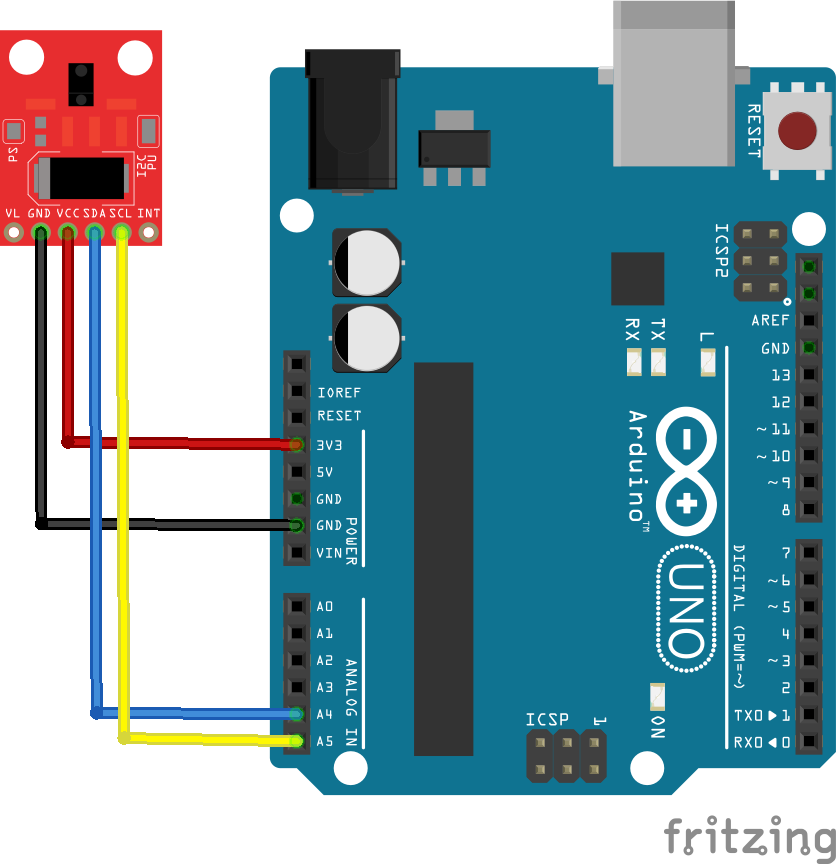 PS
I2C
PU
VL GND VCC SDA SCL INT
RESET
ICSP2
IOREF
RESET
3V3
5V
GND
GND
VIN
POWER
A0
A1
A2
A3
A4
A5
ANALOG IN
RX
TX
L
Arduino™
UNO
ON
ICSP
1
AREF
GND
13
12
~11
~10
~9
8
7
~6
~5
4
~3
2
TX0▶1
RX0◀0
DIGITAL (PWM=~)
fritzing